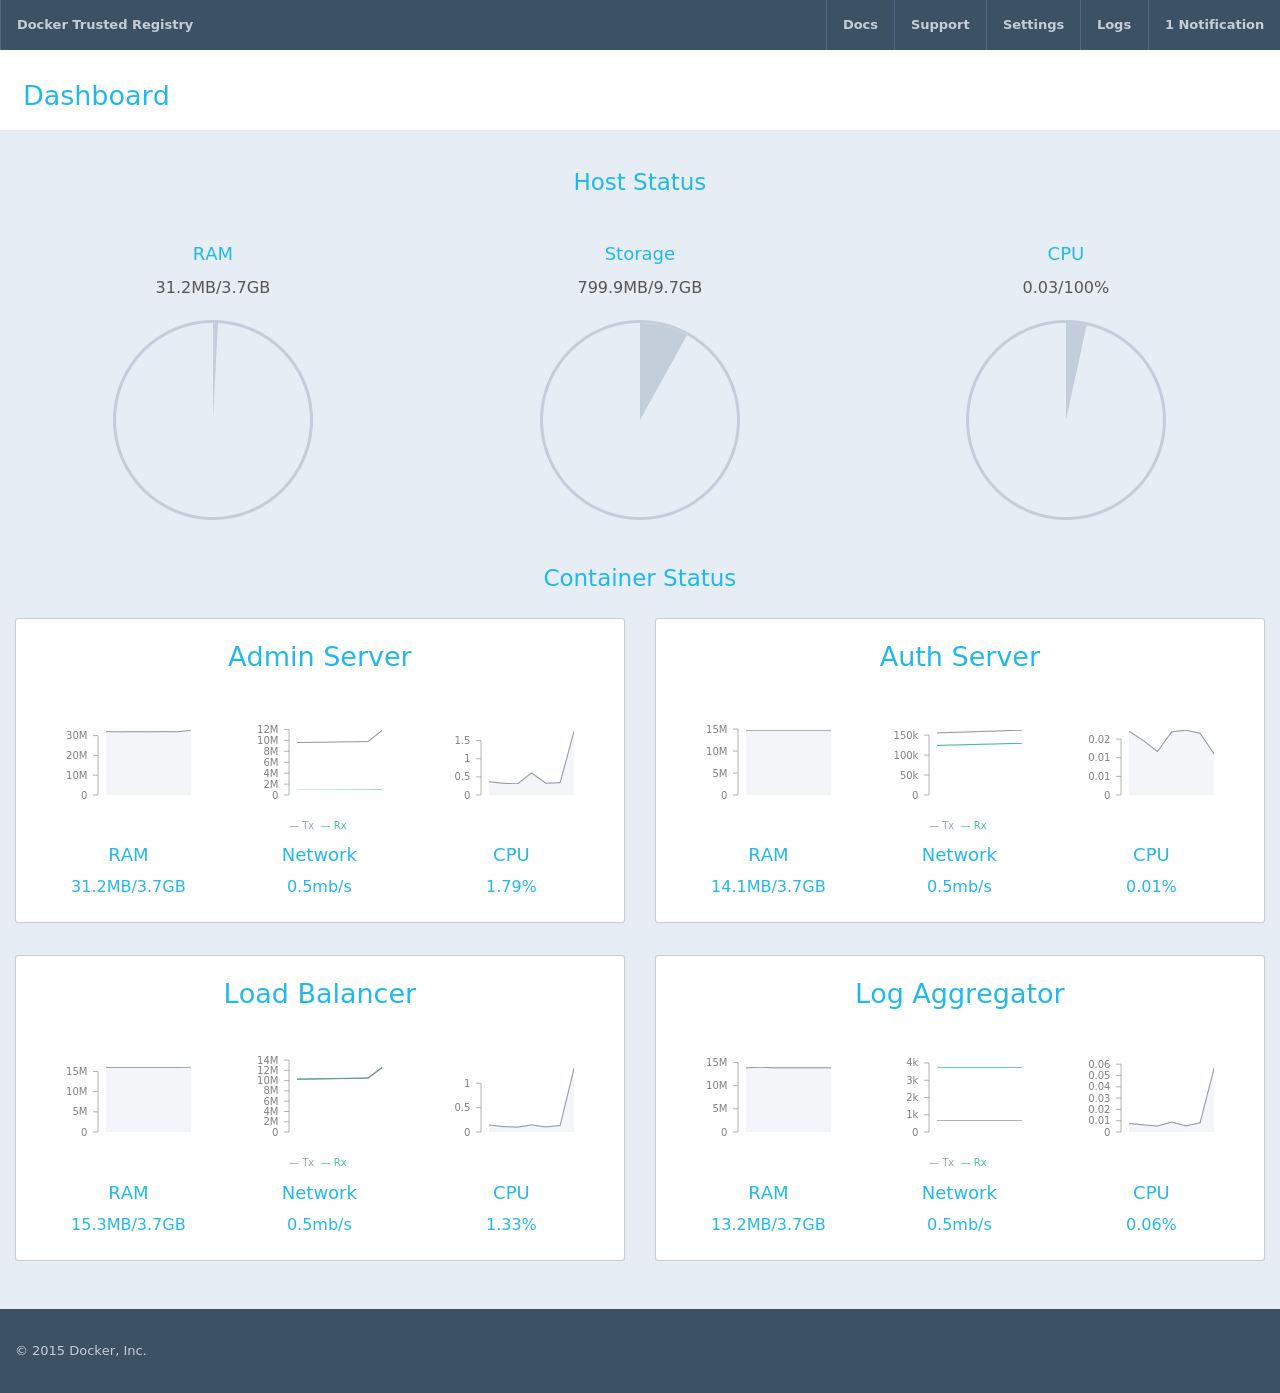 Docker Trusted Registry
Docs Support Settings Logs 1 Notification
Dashboard
Host Status
RAM
31.2MB/3.7GB
Storage
799.9MB/9.7GB
CPU
0.03/100%
Container Status
Admin Server
30M
20M
10M
0
12M
10M
8M
6M
4M
2M
0
— Tx — Rx
1.5
1
0.5
0
RAM
31.2MB/3.7GB
Network
0.5mb/s
CPU
1.79%
Auth Server
15M
10M
5M
0
150k
100k
50k
0
— Tx — Rx
0.02
0.01
0.01
0
RAM
14.1MB/3.7GB
Network
0.5mb/s
CPU
0.01%
Load Balancer
15M
10M
5M
0
14M
12M
10M
8M
6M
4M
2M
0
— Tx — Rx
1
0.5
0
RAM
15.3MB/3.7GB
Network
0.5mb/s
CPU
1.33%
Log Aggregator
15M
10M
5M
0
4k
3k
2k
1k
0
— Tx — Rx
0.06
0.05
0.04
0.03
0.02
0.01
0
RAM
13.2MB/3.7GB
Network
0.5mb/s
CPU
0.06%
© 2015 Docker, Inc.